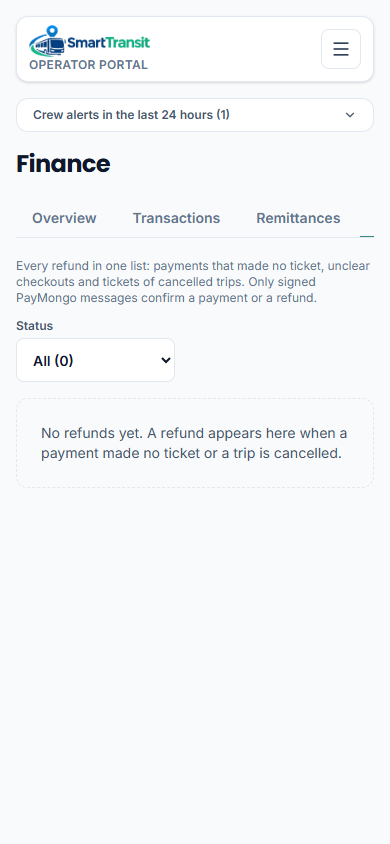 SmartTransit
OPERATOR PORTAL
Crew alerts in the last 24 hours (1)
Finance
Overview Transactions Remittances
Every refund in one list: payments that made no ticket, unclear
checkouts and tickets of cancelled trips. Only signed
PayMongo messages confirm a payment or a refund.
Status
All (0)
No refunds yet. A refund appears here when a
payment made no ticket or a trip is cancelled.